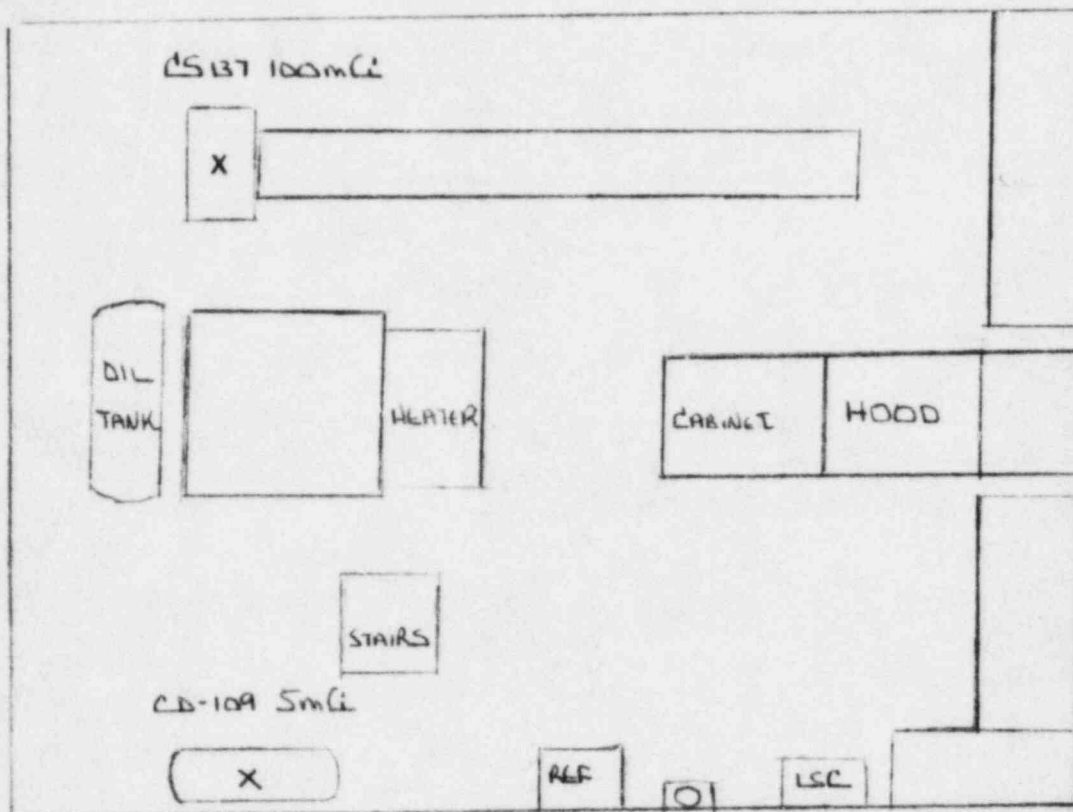 CS137 100mCi
X
OIL
TANK
HEATER
CABINET
HOOD
STAIRS
CD-109 5mCi
X
REF
LSC